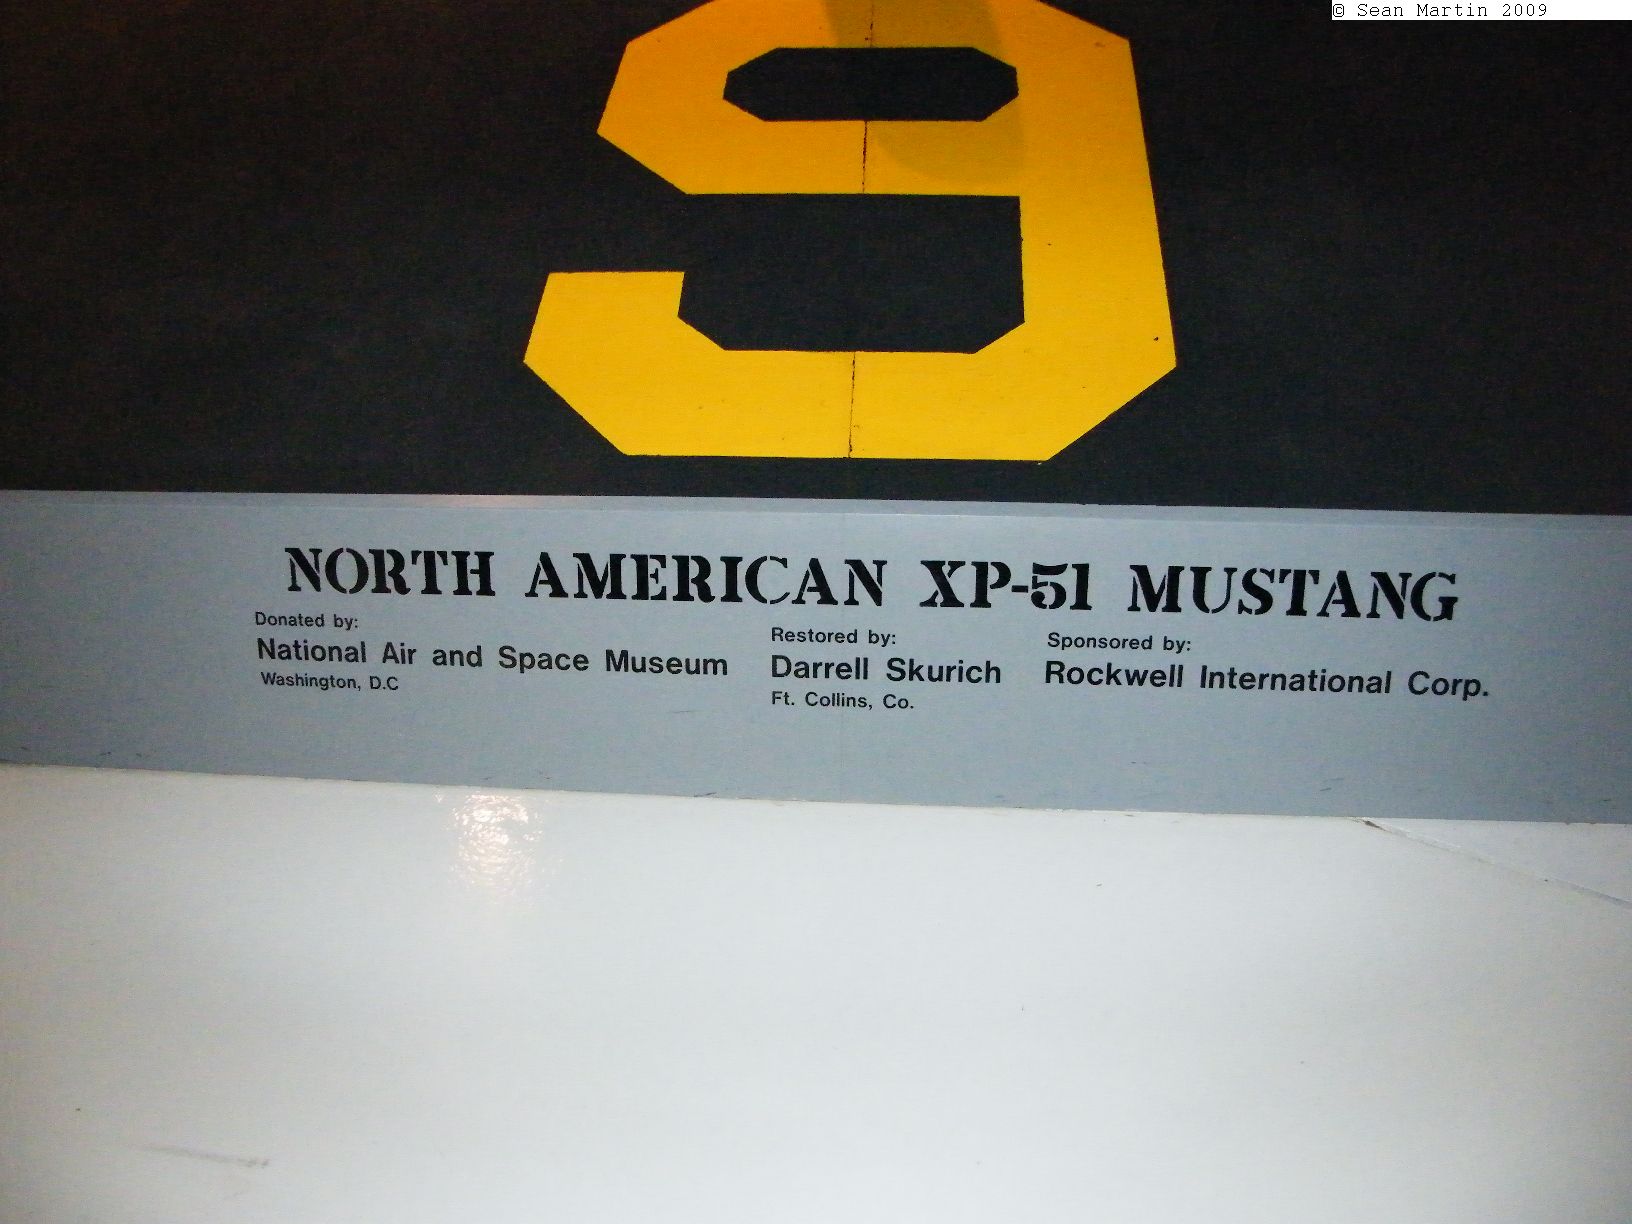 © Sean Martin 2009
9
NORTH AMERICAN XP-51 MUSTANG
Donated by:
National Air and Space Museum
Washington, D.C
Restored by:
Darrell Skurich
Ft. Collins, Co.
Sponsored by:
Rockwell International Corp.